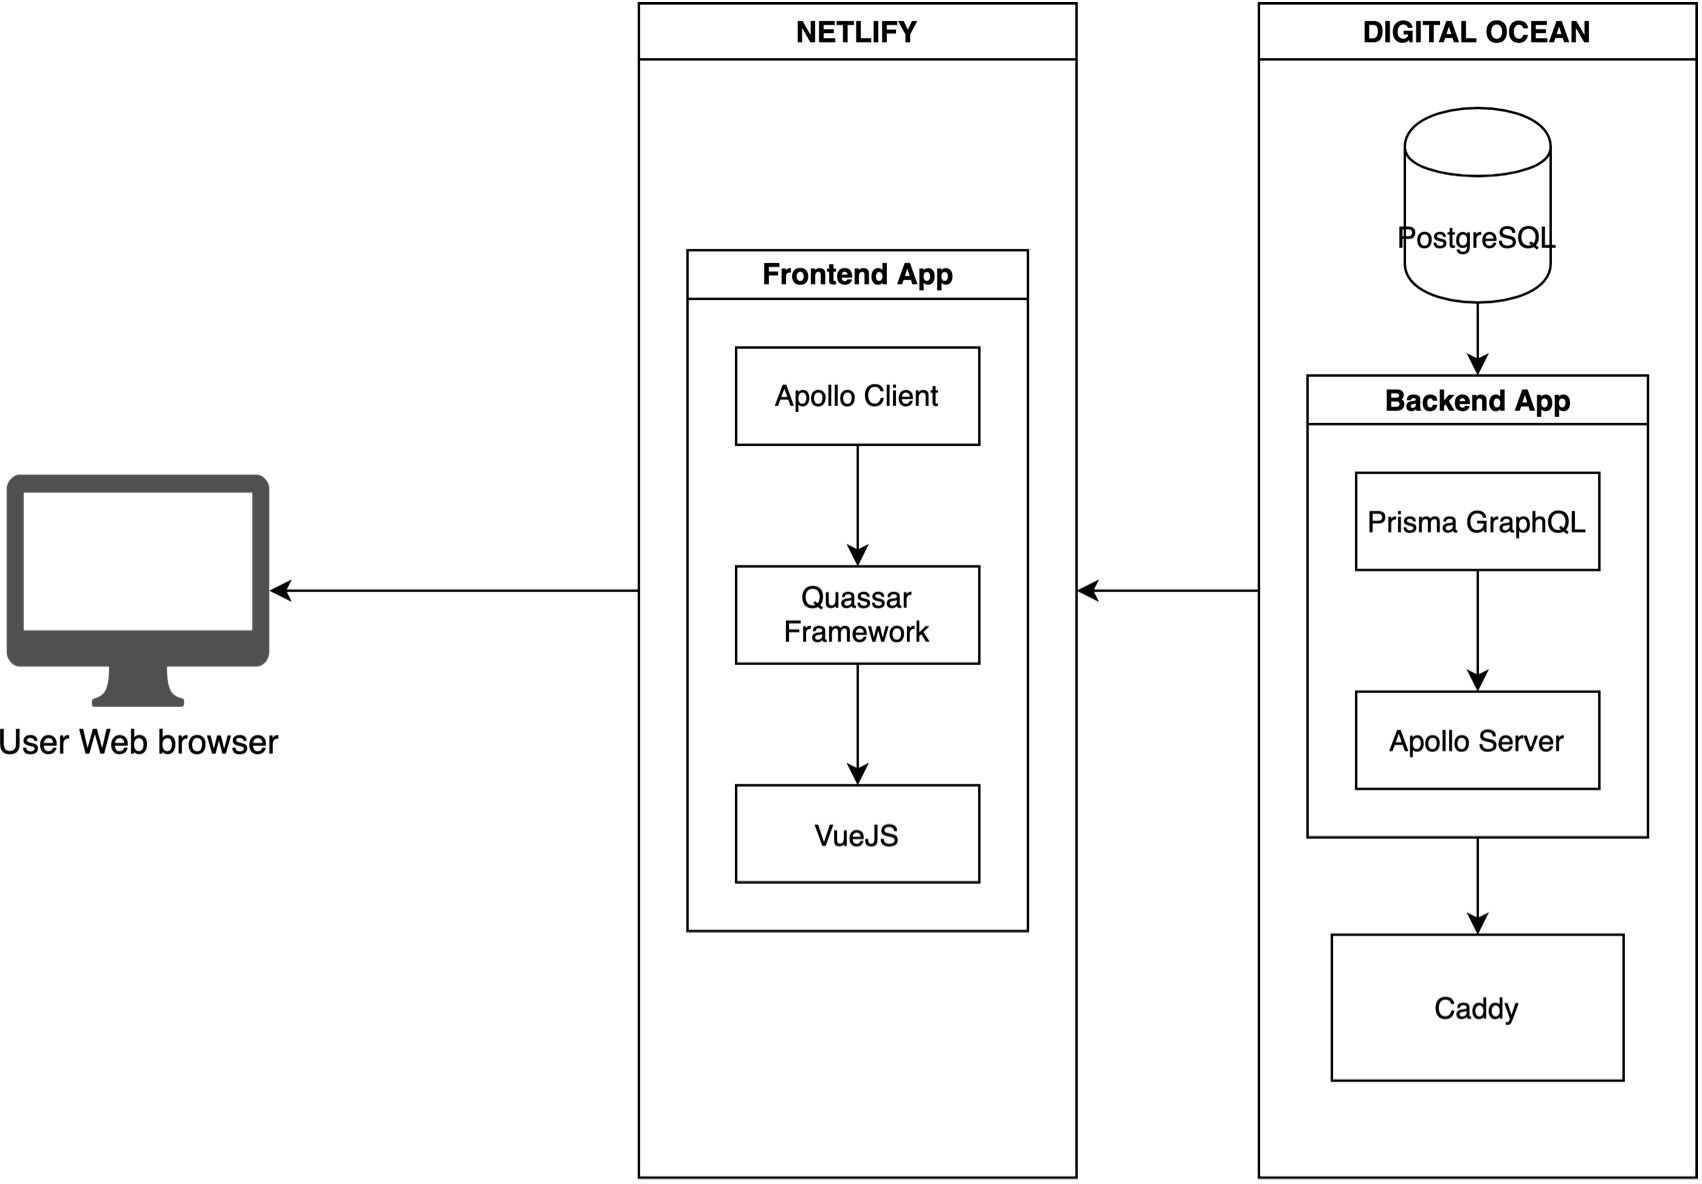 NETLIFY
DIGITAL OCEAN
PostgreSQL
Frontend App
Apollo Client
Quassar
Framework
VueJS
Backend App
Prisma GraphQL
Apollo Server
Caddy
User Web browser